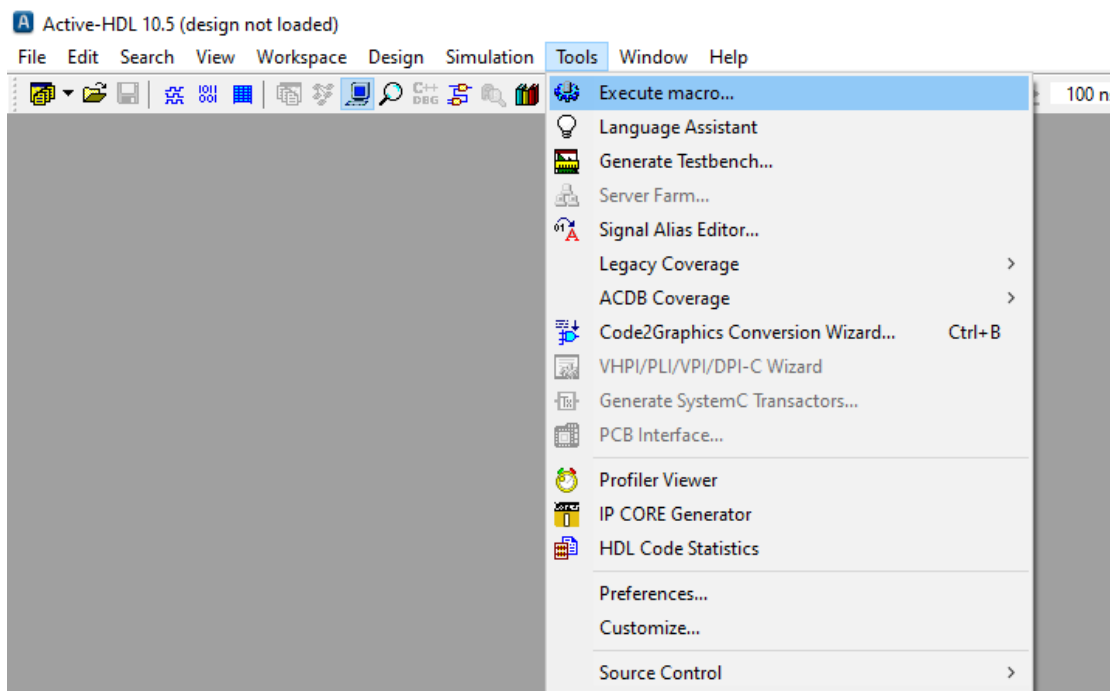 Active-HDL 10.5 (design not loaded)
File Edit Search View Workspace Design Simulation Tools Window Help
C++ DBG
100 n
Execute macro...
Language Assistant
Generate Testbench...
Server Farm...
Signal Alias Editor...
Legacy Coverage
ACDB Coverage
Code2Graphics Conversion Wizard... Ctrl+B
VHPI/PLI/VPI/DPI-C Wizard
Generate SystemC Transactors...
PCB Interface...
Profiler Viewer
IP CORE Generator
HDL Code Statistics
Preferences...
Customize...
Source Control